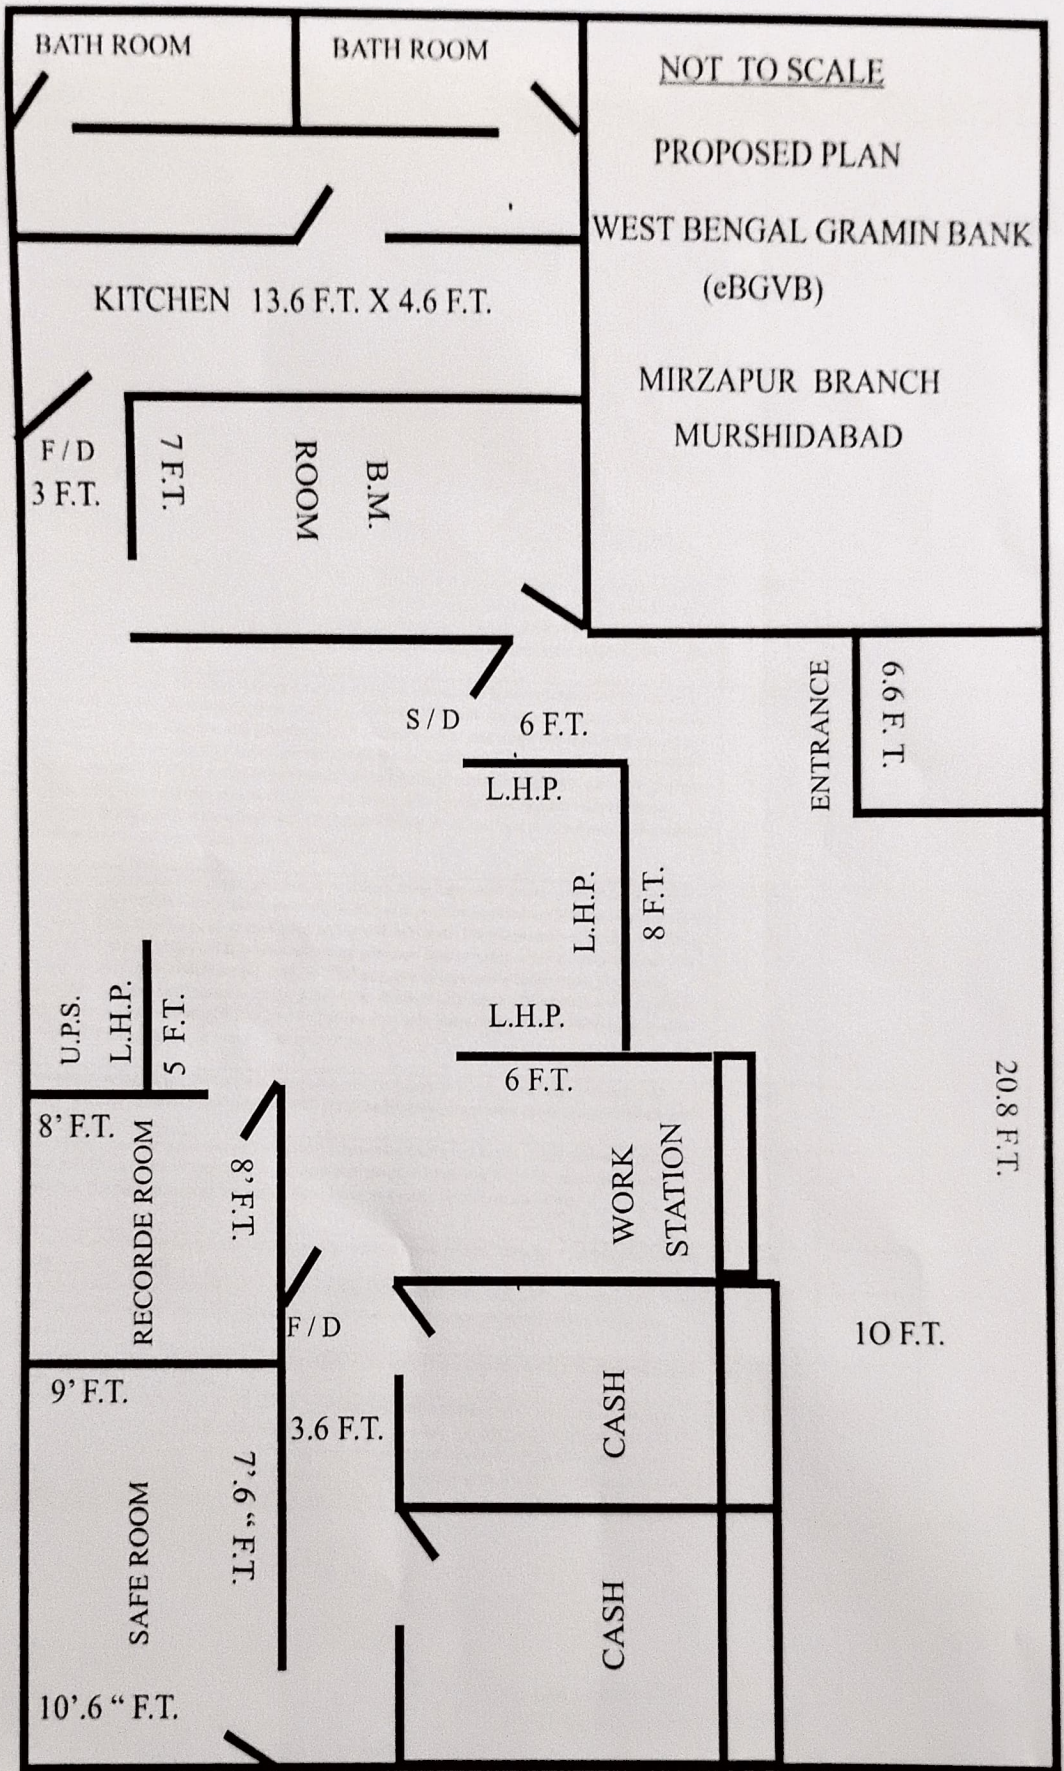 BATH ROOM
BATH ROOM
NOT TO SCALE
PROPOSED PLAN
WEST BENGAL GRAMIN BANK
(eBGVB)
MIRZAPUR BRANCH
MURSHIDABAD
KITCHEN 13.6 F.T. X 4.6 F.T.
F / D
3 F.T.
7 F.T.
B.M.
ROOM
S / D
6 F.T.
L.H.P.
ENTRANCE
6.6 F. T.
L.H.P.
8 F.T.
L.H.P.
6 F.T.
U.P.S.
L.H.P.
5 F.T.
8’ F.T.
RECORDE ROOM
8’ F.T.
WORK
STATION
20.8 F.T.
F / D
1O F.T.
9’ F.T.
3.6 F.T.
CASH
SAFE ROOM
7’.6 “ F.T.
CASH
10’.6 “ F.T.